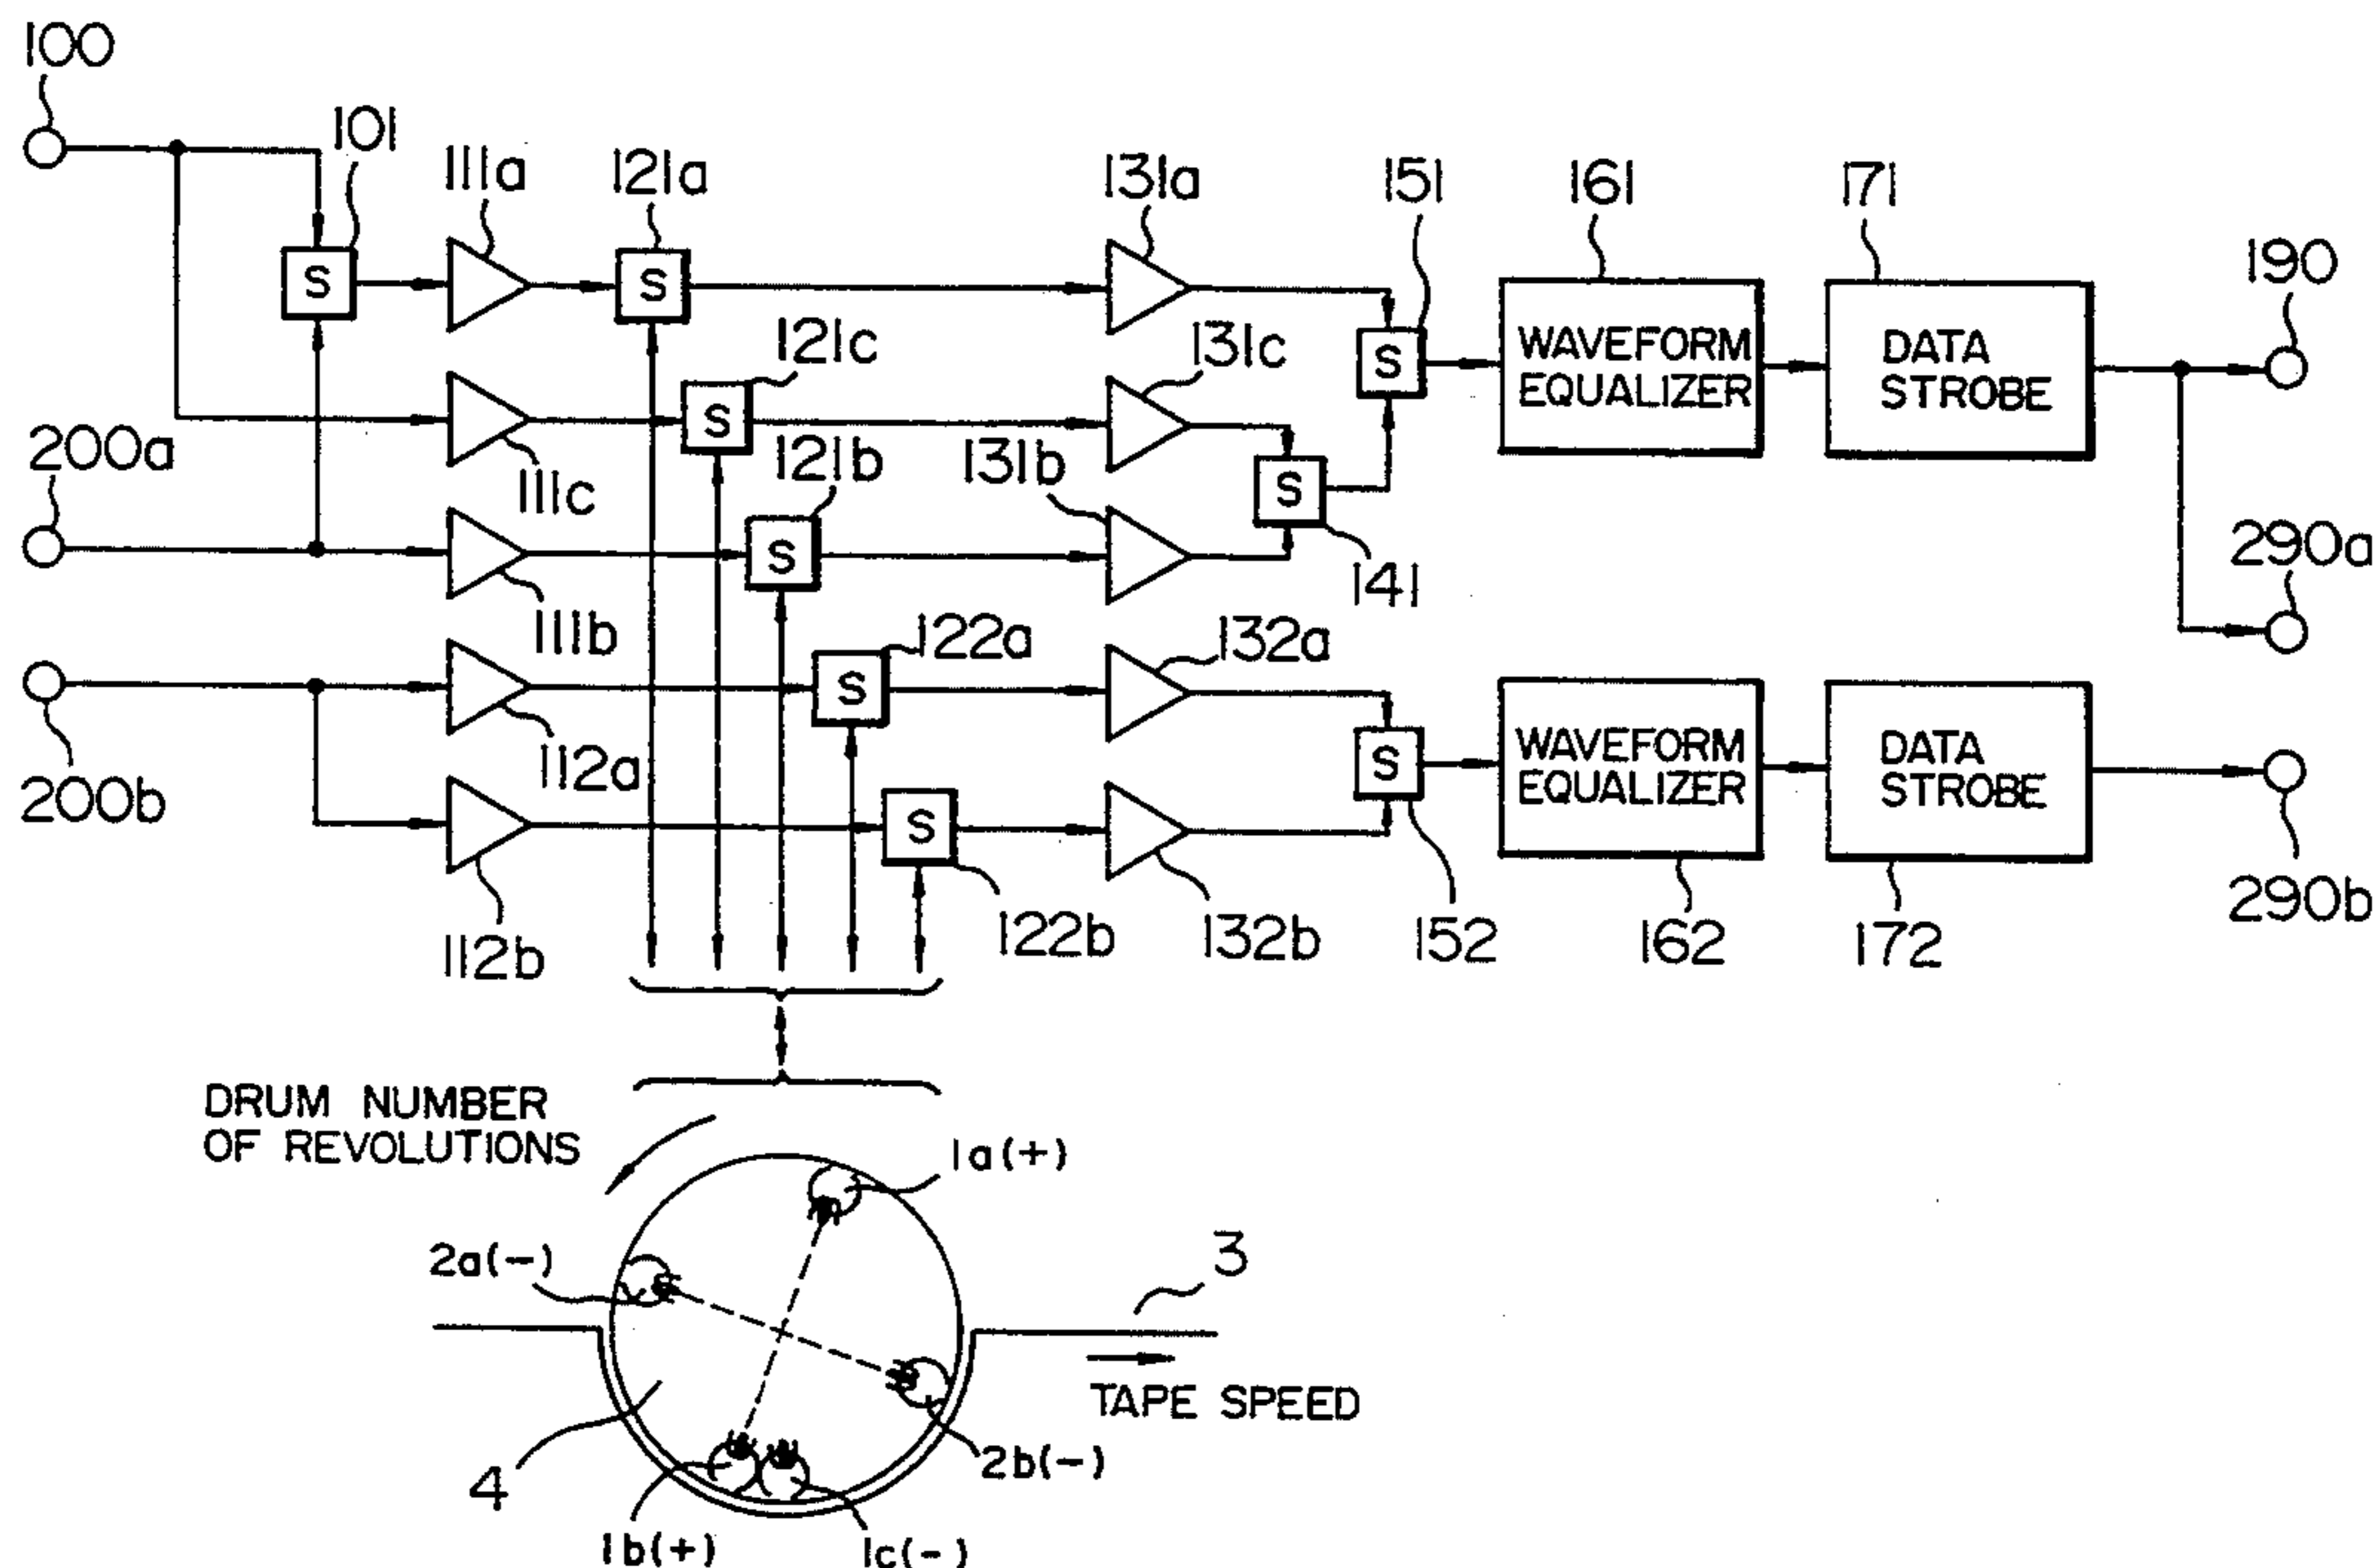 100
101
111a
121a
131a
151
161
171
190
S
S
121c
131c
S
WAVEFORM
EQUALIZER
DATA
STROBE
S
200a
111c
121b
131b
S
141
290a
S
111b
122a
132a
S
200b
112a
S
WAVEFORM
EQUALIZER
DATA
STROBE
S
112b
122b
132b
152
162
172
290b
DRUM NUMBER
OF REVOLUTIONS
1a(+)
2a(-)
3
TAPE SPEED
4
2b(-)
1b(+)
1c(-)